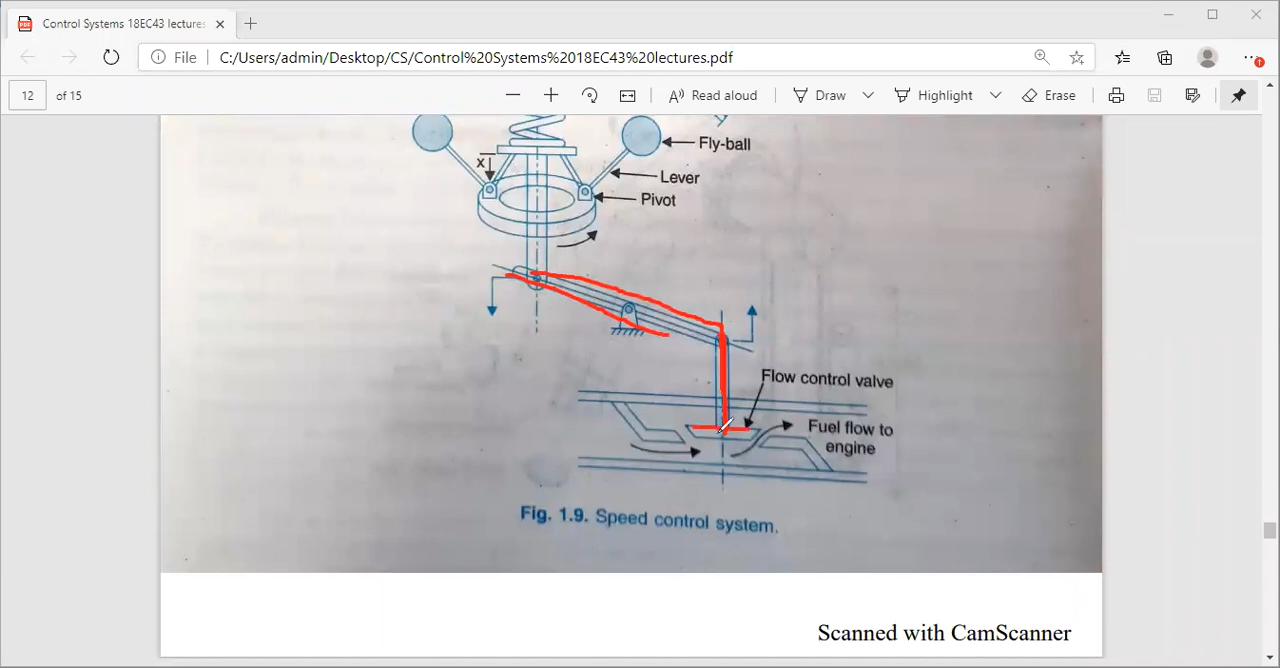 Control Systems 18EC43 lecture
File C:/Users/admin/Desktop/CS/Control%20Systems%2018EC43%20lectures.pdf
12 of 15 Read aloud Draw Highlight Erase
Fly-ball
x
Lever
Pivot
Flow control valve
Fuel flow to
engine
Fig. 1.9. Speed control system.
Scanned with CamScanner